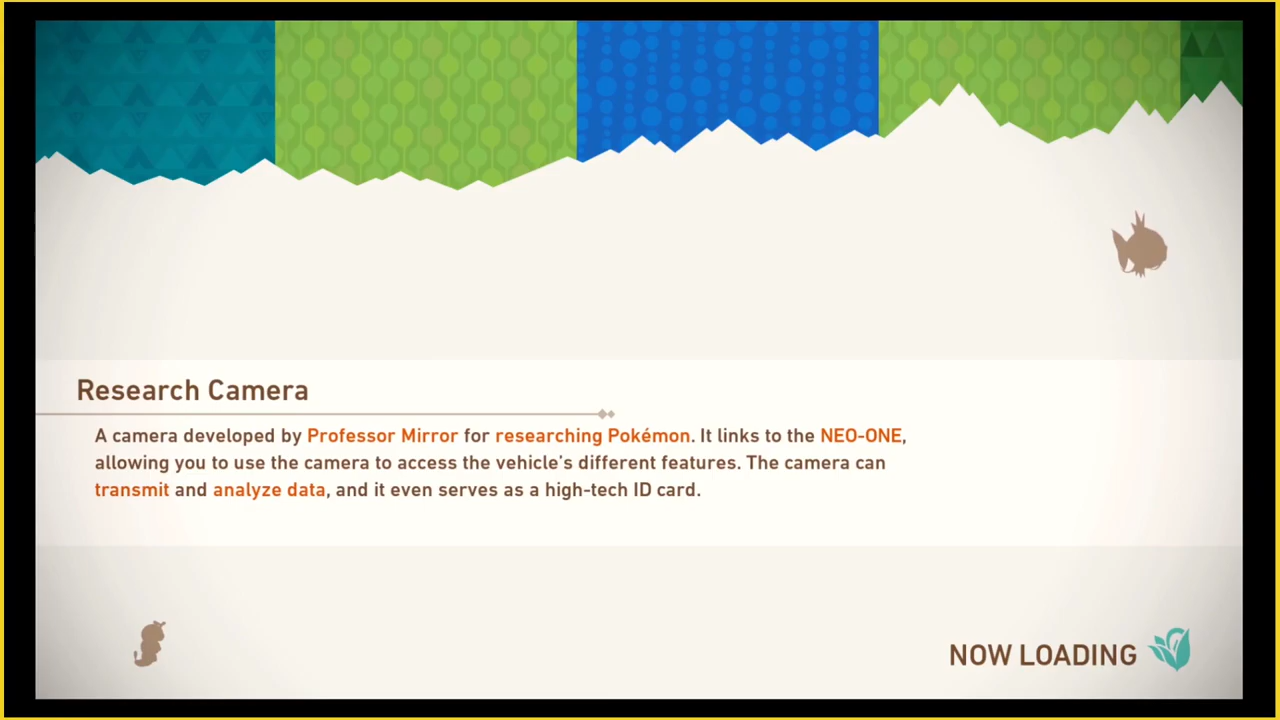 Research Camera
A camera developed by Professor Mirror for researching Pokémon. It links to the NEO-ONE,
allowing you to use the camera to access the vehicle's different features. The camera can
transmit and analyze data, and it even serves as a high-tech ID card.
NOW LOADING